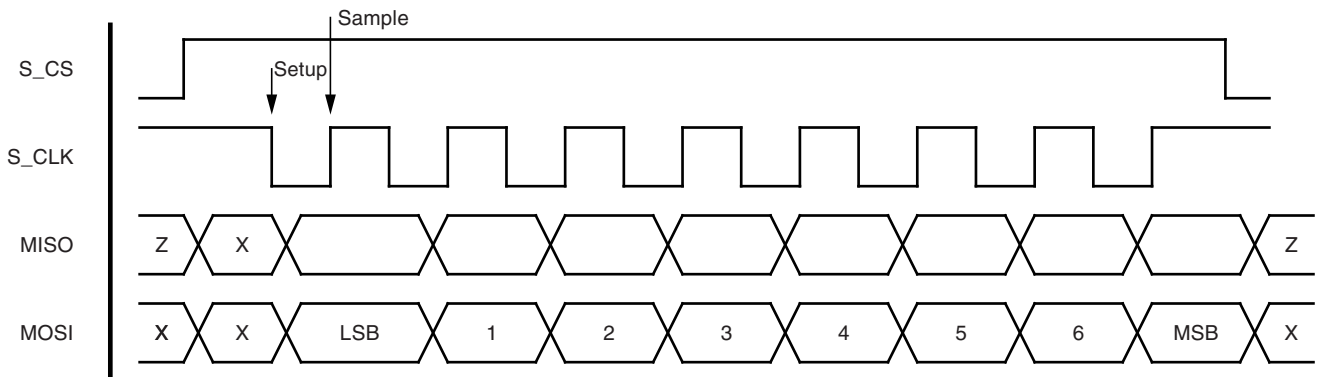 Sample
S_CS
Setup
S_CLK
MISO Z X Z
MOSI X X LSB 1 2 3 4 5 6 MSB X